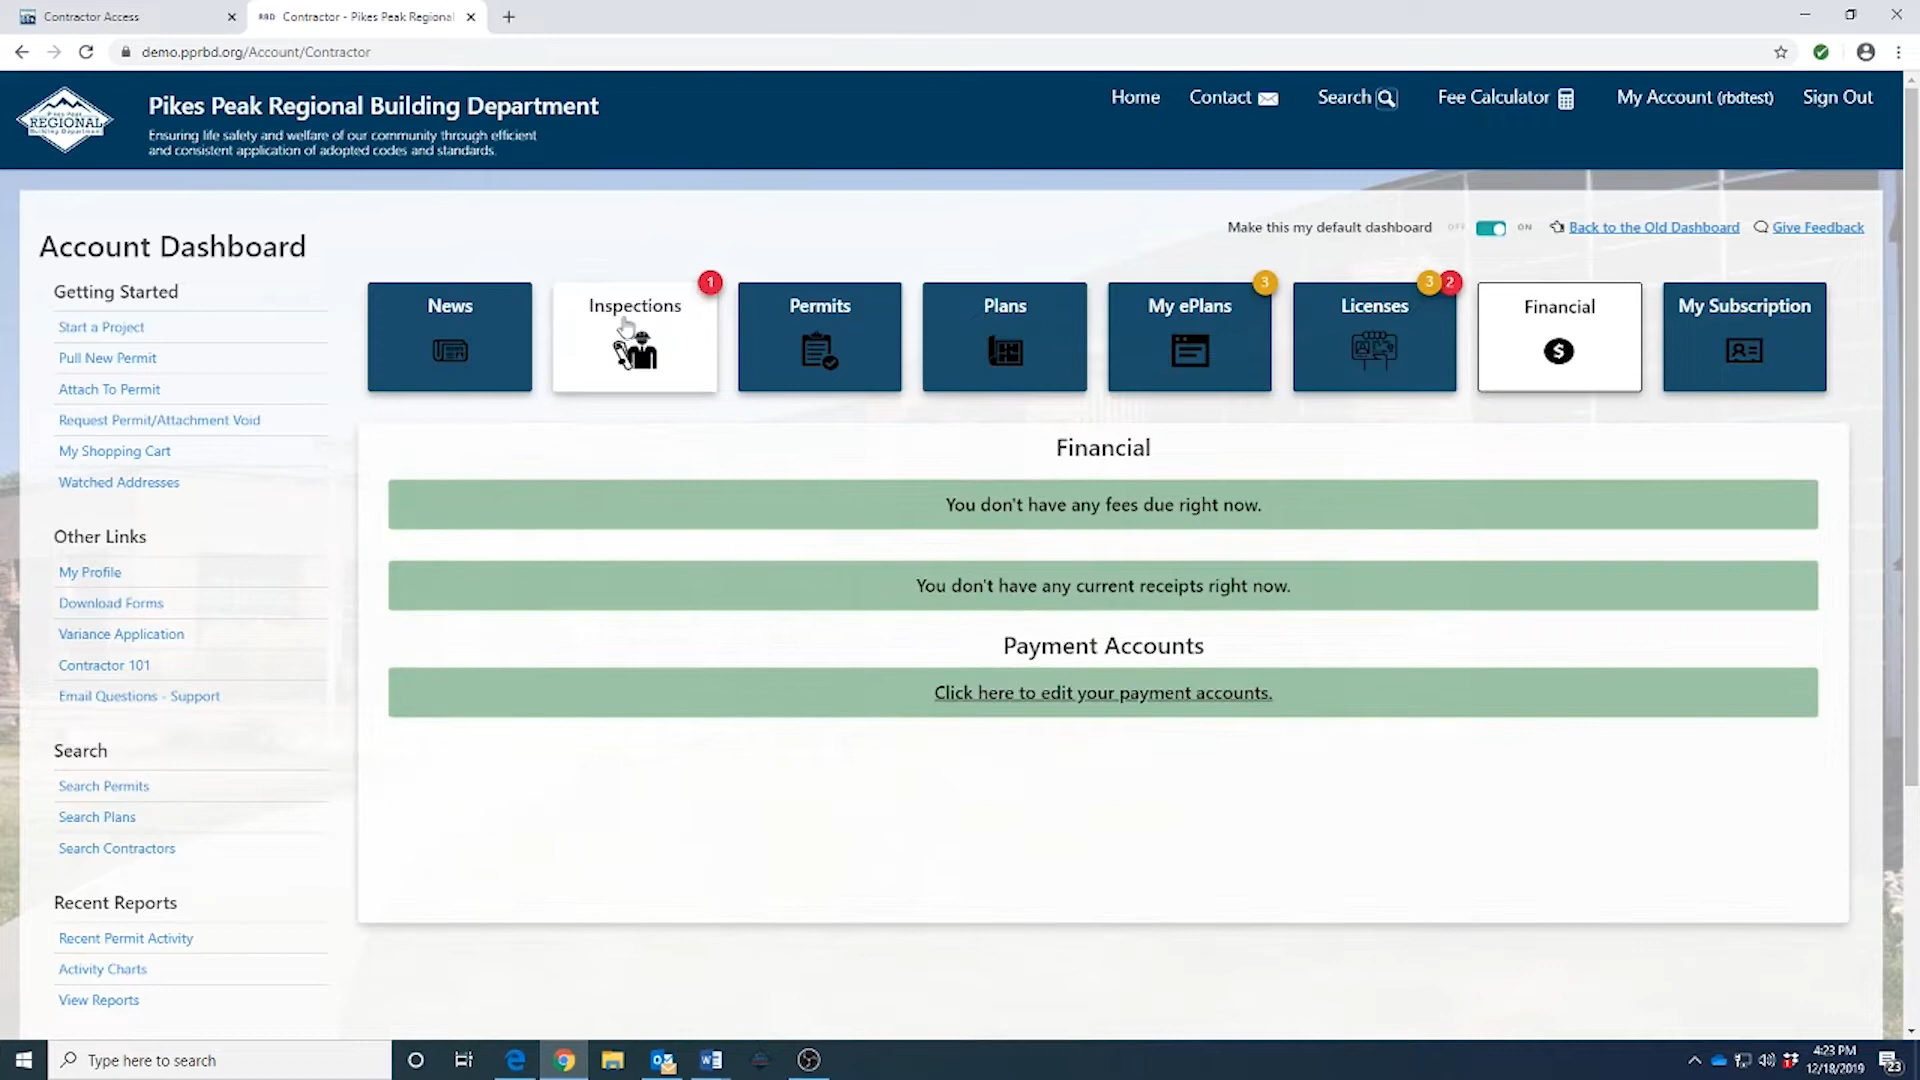 Contractor Access
RBD Contractor - Pikes Peak Regional
demo.pprbd.org/Account/Contractor
Pikes Peak
REGIONAL
Building Department
Pikes Peak Regional Building Department
Ensuring life safety and welfare of our community through efficient
and consistent application of adopted codes and standards.
Home Contact Search Fee Calculator My Account (rbdtest) Sign Out
Make this my default dashboard OFF ON Back to the Old Dashboard Give Feedback
Account Dashboard
Getting Started
Start a Project
Pull New Permit
Attach To Permit
Request Permit/Attachment Void
My Shopping Cart
Watched Addresses
Other Links
My Profile
Download Forms
Variance Application
Contractor 101
Email Questions - Support
Search
Search Permits
Search Plans
Search Contractors
Recent Reports
Recent Permit Activity
Activity Charts
View Reports
1 3 3 2
News Inspections Permits Plans My ePlans Licenses Financial My Subscription
$
Financial
You don't have any fees due right now.
You don't have any current receipts right now.
Payment Accounts
Click here to edit your payment accounts.
Type here to search
4:23 PM
12/18/2019
23